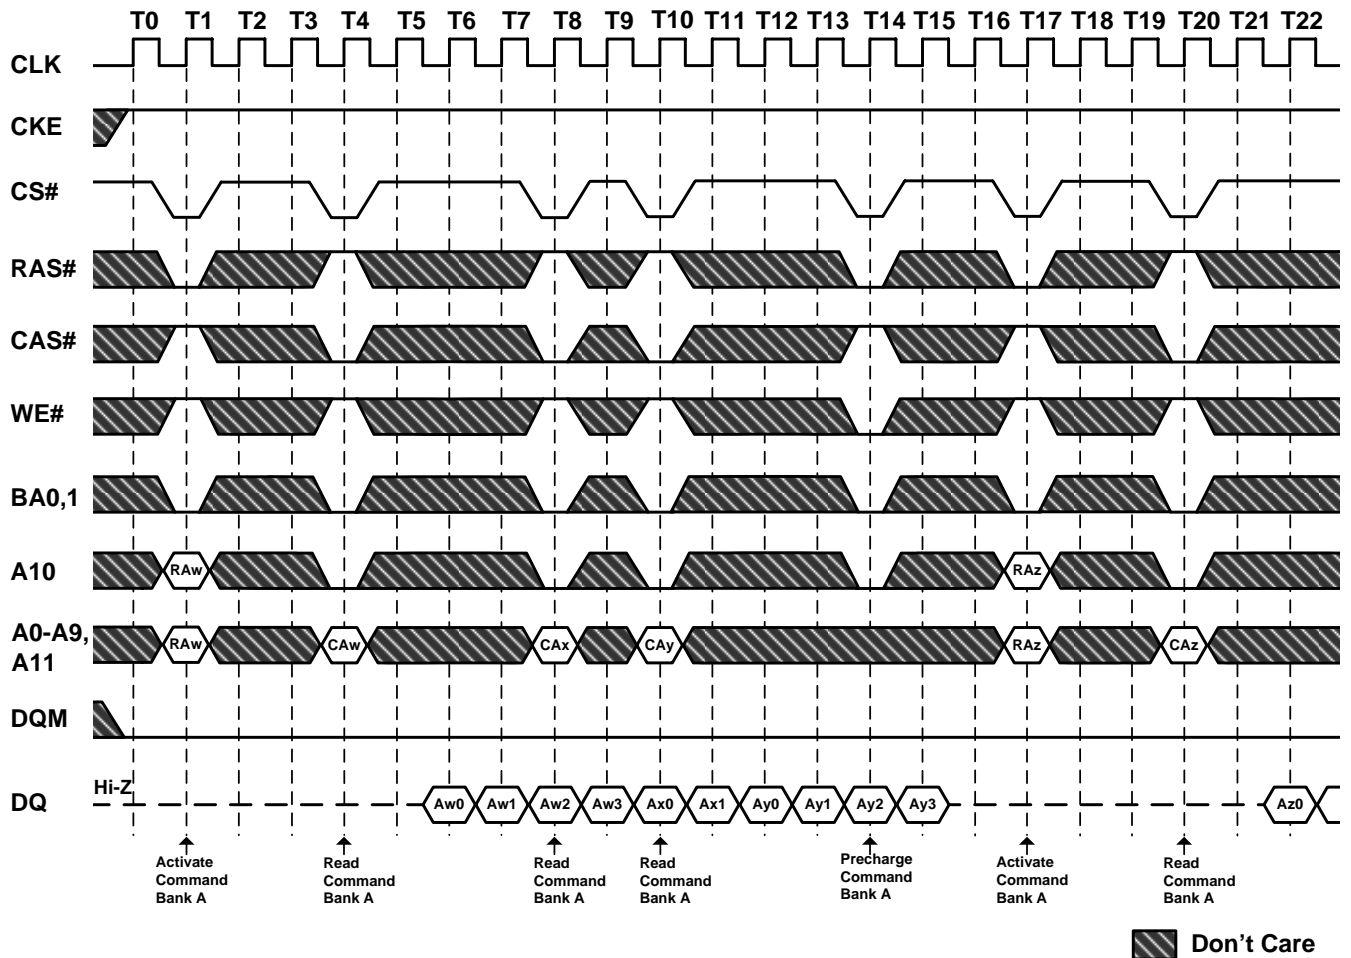 T0 T1 T2 T3 T4 T5 T6 T7 T8 T9 T10 T11 T12 T13 T14 T15 T16 T17 T18 T19 T20 T21 T22
CLK
CKE
CS#
RAS#
CAS#
WE#
BA0,1
A10 RAw RAz
A0-A9,
A11
RAw CAw CAx CAy RAz CAz
DQM
Hi-Z
DQ Aw0 Aw1 Aw2 Aw3 Ax0 Ax1 Ay0 Ay1 Ay2 Ay3 Az0
Activate
Command
Bank A
Read
Command
Bank A
Read
Command
Bank A
Read
Command
Bank A
Precharge
Command
Bank A
Activate
Command
Bank A
Read
Command
Bank A
Don't Care